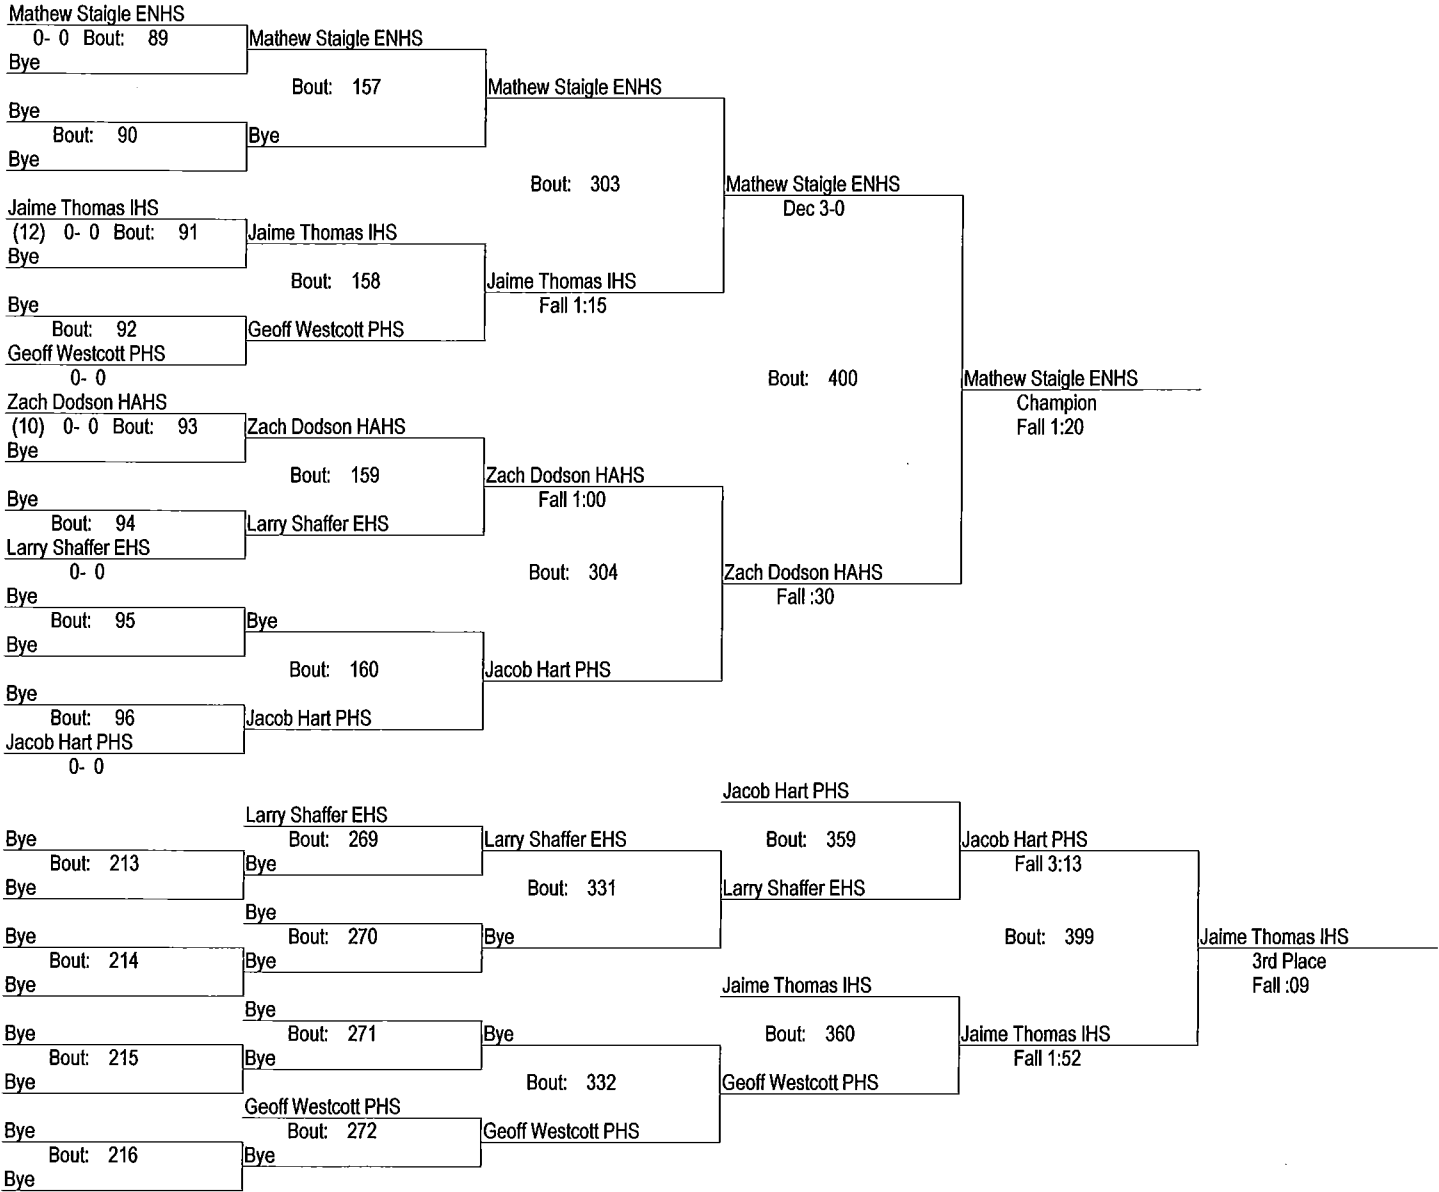 Mathew Staigle ENHS
0- 0 Bout: 89
Bye
Mathew Staigle ENHS
Bout: 157
Bye
Bout: 90
Bye
Bye
Mathew Staigle ENHS
Bout: 303
Jaime Thomas IHS
(12) 0- 0 Bout: 91
Bye
Jaime Thomas IHS
Bout: 158
Bye
Bout: 92
Geoff Westcott PHS
0- 0
Geoff Westcott PHS
Jaime Thomas IHS
Fall 1:15
Mathew Staigle ENHS
Dec 3-0
Bout: 400
Zach Dodson HAHS
(10) 0- 0 Bout: 93
Bye
Zach Dodson HAHS
Bout: 159
Bye
Bout: 94
Larry Shaffer EHS
0- 0
Larry Shaffer EHS
Zach Dodson HAHS
Fall 1:00
Bout: 304
Bye
Bout: 95
Bye
Bye
Bout: 160
Bye
Bout: 96
Jacob Hart PHS
0- 0
Jacob Hart PHS
Jacob Hart PHS
Zach Dodson HAHS
Fall :30
Mathew Staigle ENHS
Champion
Fall 1:20
Bye
Bout: 213
Bye
Larry Shaffer EHS
Bout: 269
Bye
Larry Shaffer EHS
Bout: 331
Bye
Bout: 214
Bye
Bye
Bout: 270
Bye
Bye
Jacob Hart PHS
Bout: 359
Larry Shaffer EHS
Jacob Hart PHS
Fall 3:13
Bout: 399
Bye
Bout: 215
Bye
Bye
Bout: 271
Bye
Bye
Bout: 332
Bye
Bout: 216
Bye
Geoff Westcott PHS
Bout: 272
Bye
Geoff Westcott PHS
Jaime Thomas IHS
Bout: 360
Geoff Westcott PHS
Jaime Thomas IHS
Fall 1:52
Jaime Thomas IHS
3rd Place
Fall :09